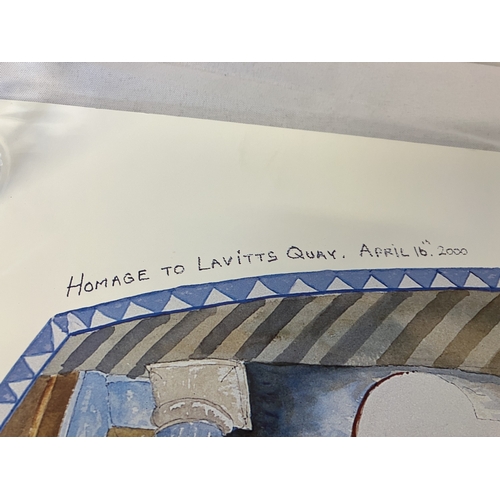 HOMAGE TO LAVITTS QUAY. APRIL 16th. 2000